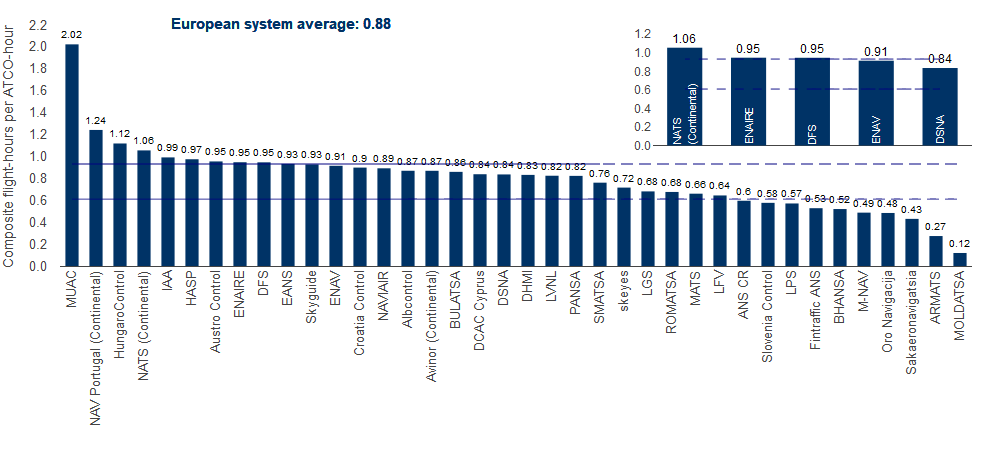 European system average: 0.88
Composite flight-hours per ATCO-hour
2.2
2.0
1.8
1.6
1.4
1.2
1.0
0.8
0.6
0.4
0.2
0.0
2.02
1.24
1.12
1.06
0.99
0.97
0.95
0.95
0.95
0.93
0.93
0.91
0.9
0.89
0.87
0.87
0.86
0.84
0.84
0.83
0.82
0.82
0.76
0.72
0.68
0.68
0.66
0.64
0.6
0.58
0.57
0.53
0.52
0.49
0.48
0.43
0.27
0.12
MUAC
NAV Portugal (Continental)
HungaroControl
NATS (Continental)
IAA
HASP
Austro Control
ENAIRE
DFS
EANS
Skyguide
ENAV
Croatia Control
NAVIAIR
Albcontrol
Avinor (Continental)
BULATSA
DCAC Cyprus
DSNA
DHMI
LVNL
PANSA
SMATSA
skeyes
LGS
ROMATSA
MATS
LFV
ANS CR
Slovenia Control
LPS
Fintraffic ANS
BHANSA
M-NAV
Oro Navigacija
Sakaeronavigatsia
ARMATS
MOLDATSA
1.2
1.0
0.8
0.6
0.4
0.2
0.0
1.06
0.95
0.95
0.91
0.84
NATS
(Continental)
ENAIRE
DFS
ENAV
DSNA